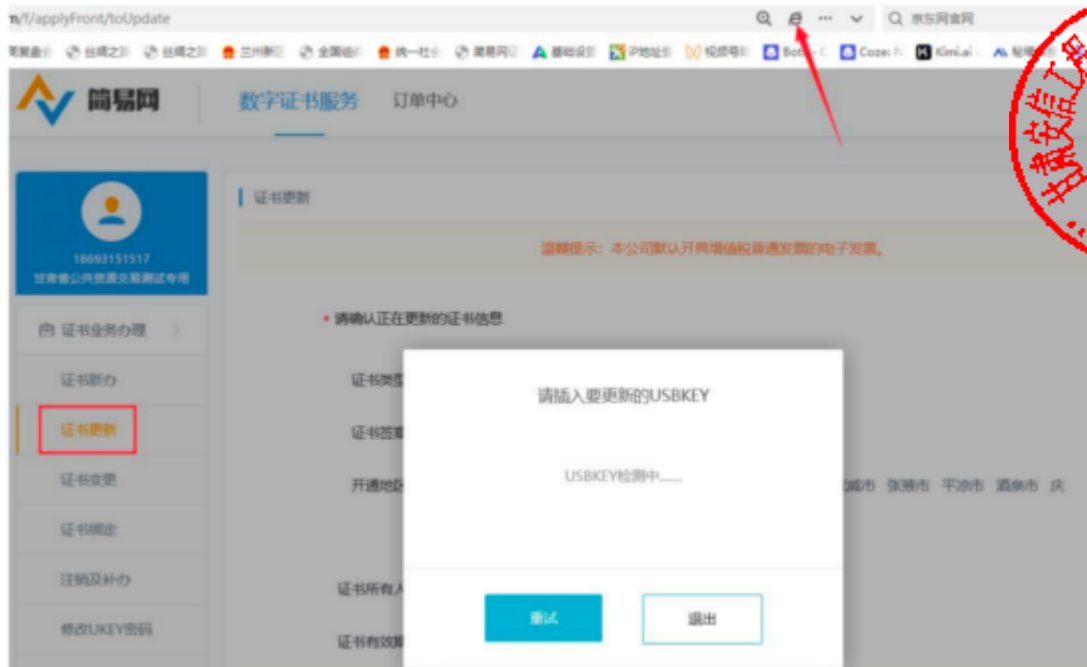 n/f/applyFront/toUpdate
京东网官网
丝绸之路 丝绸之路 兰州新区 全国组织 统一社会 简易网证 基础设 IP地址 视频号 Coze: N Kimi.ai
简易网
数字证书服务
订单中心
18693151517
甘肃省公共资源交易测试专用
证书业务办理
证书新办
证书更新
证书变更
证书绑定
注销及补办
修改UKEY密码
证书更新
温馨提示：本公司默认开具增值税普通发票的电子发票。
* 请确认正在更新的证书信息
证书类型
证书签章
开通地区
威市 张掖市 平凉市 酒泉市 庆
证书所有人
证书有效期
请插入要更新的USBKEY
USBKEY检测中......
重试
退出
甘肃安信工程